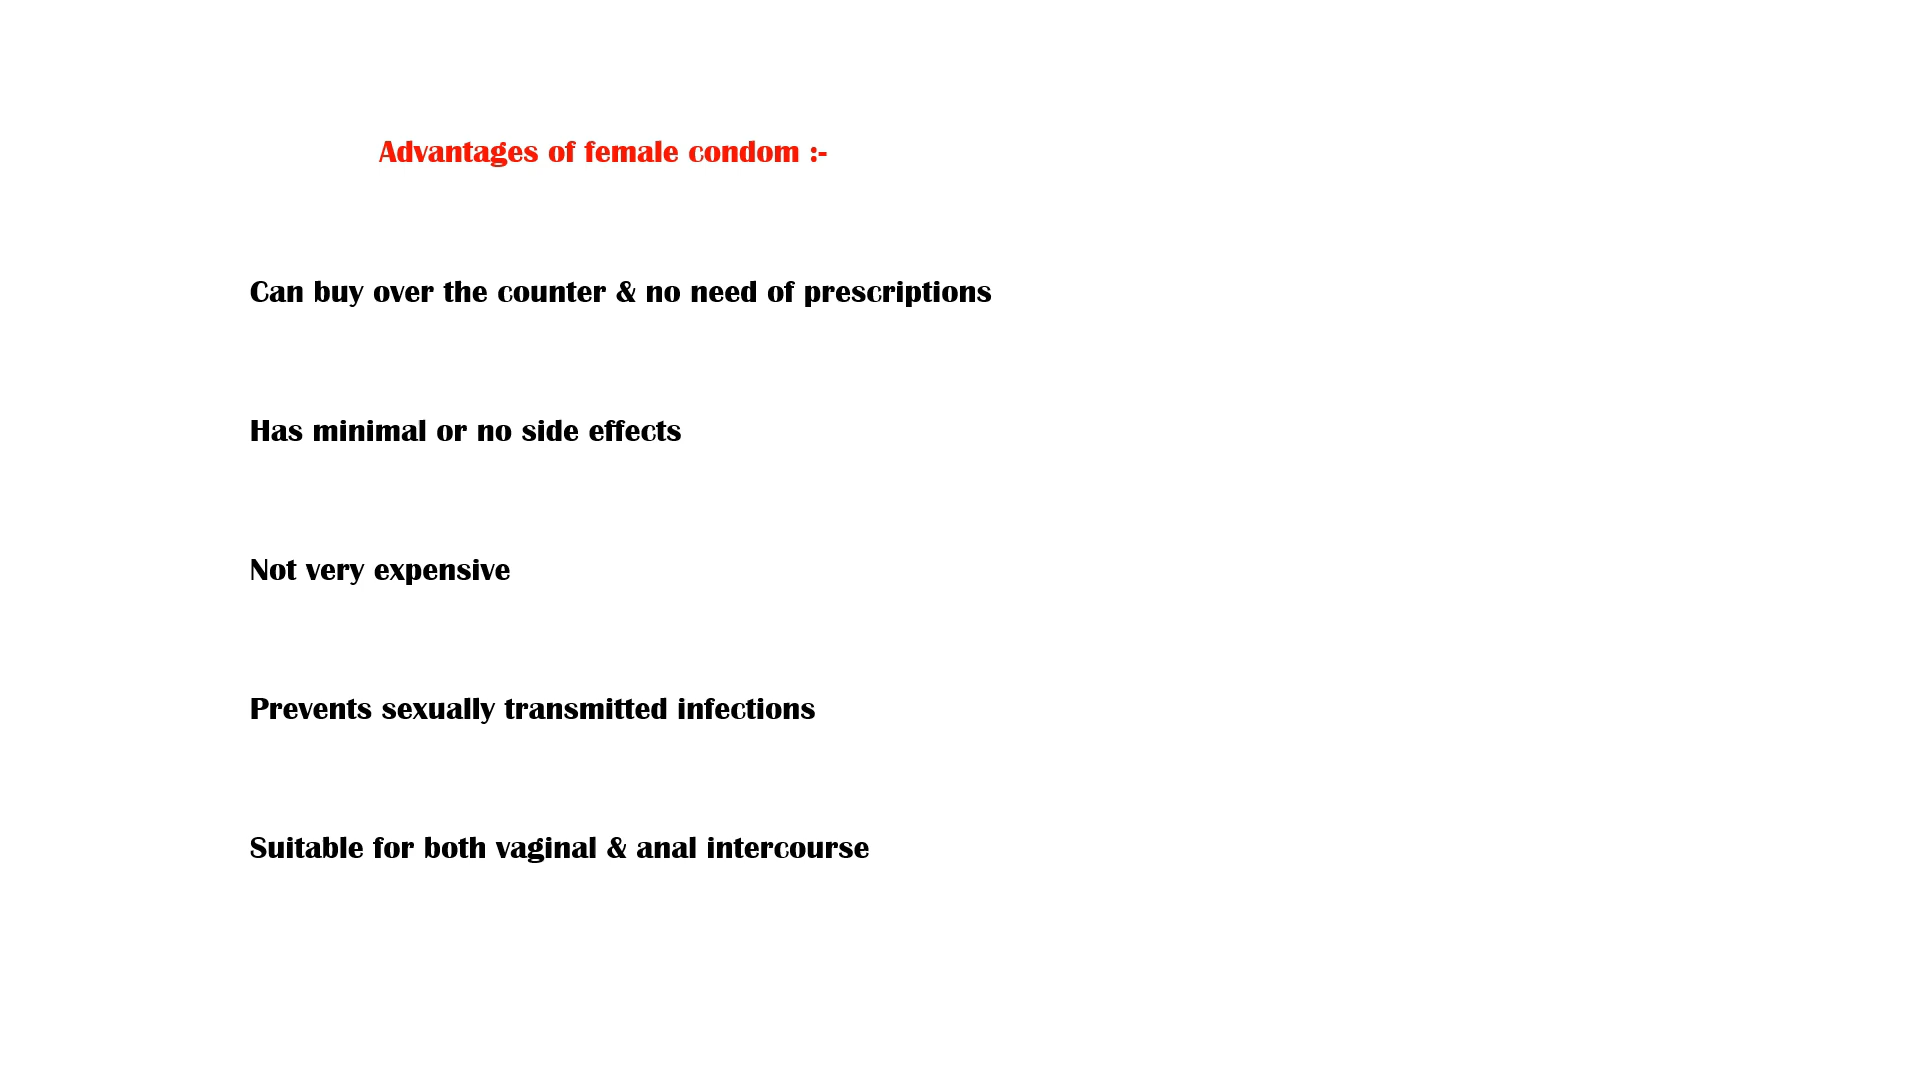 Advantages of female condom :-
Can buy over the counter & no need of prescriptions
Has minimal or no side effects
Not very expensive
Prevents sexually transmitted infections
Suitable for both vaginal & anal intercourse